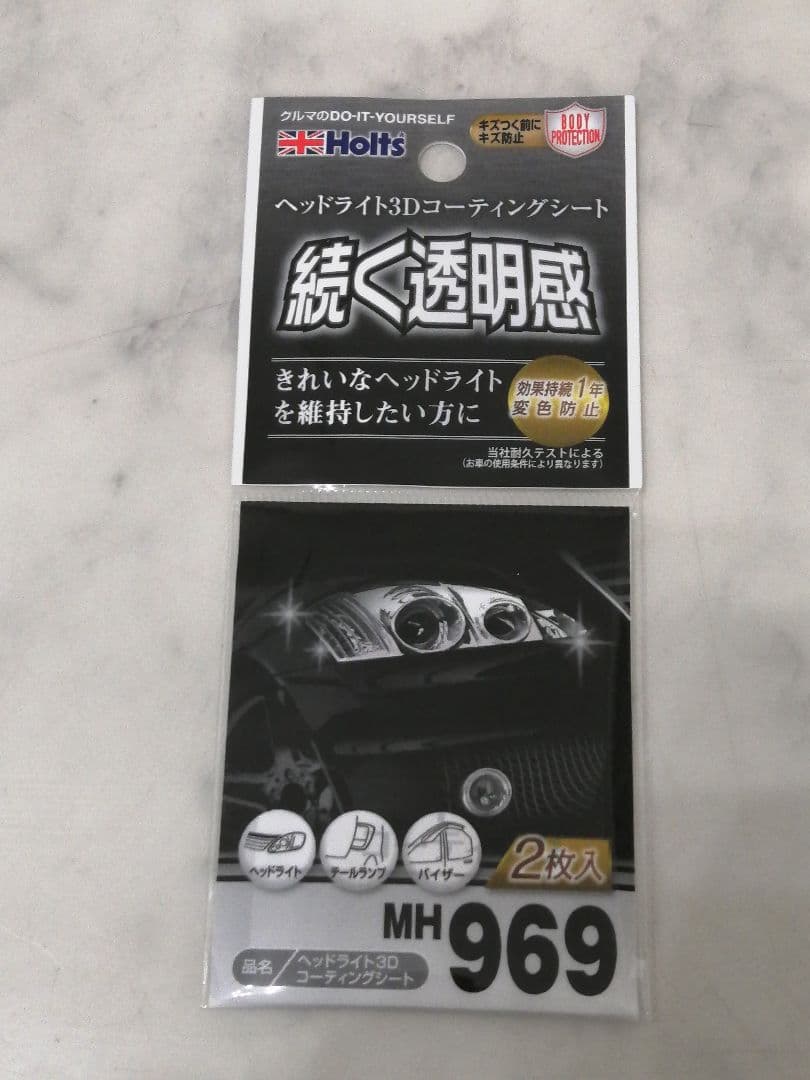 クルマのDO-IT-YOURSELF
Holts
キズつく前に
キズ防止
BODY
PROTECTION
ヘッドライト3Dコーティングシート
続く透明感
きれいなヘッドライト
を維持したい方に
効果持続1年
変色防止
当社耐久テストによる
(お車の使用条件により異なります)
ヘッドライト
テールランプ
バイザー
2枚入
MH969
品名
ヘッドライト3D
コーティングシート